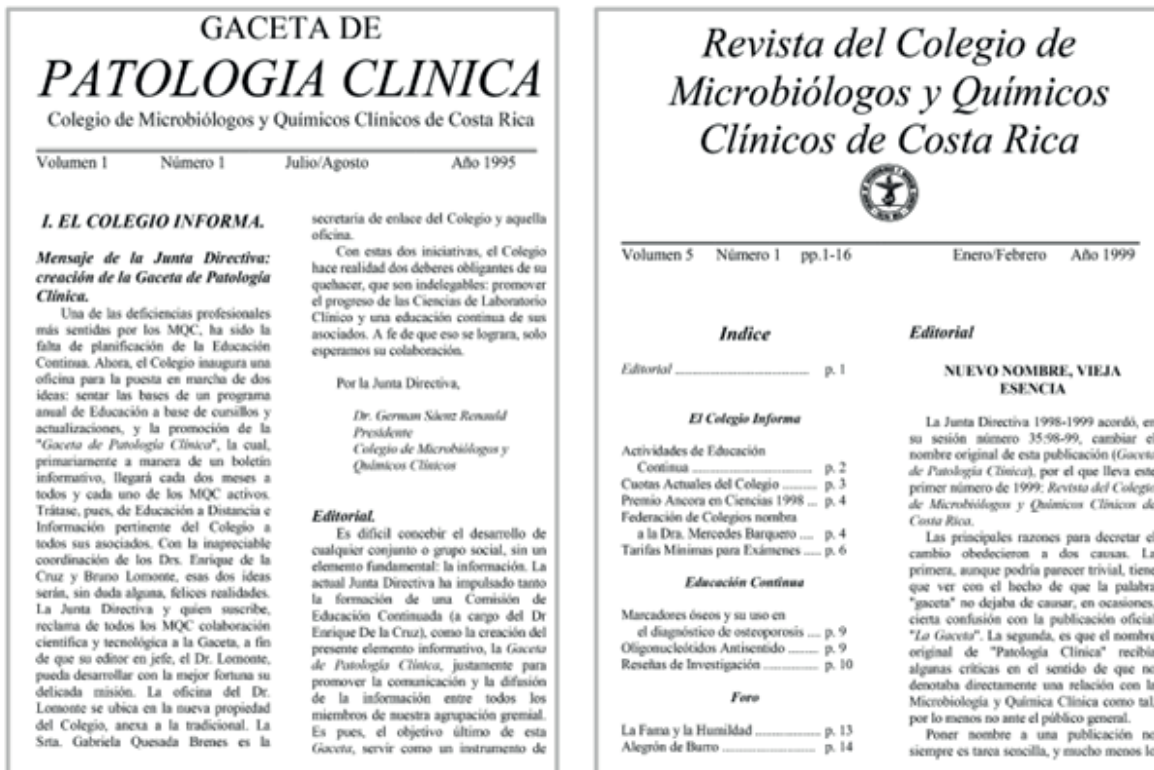 GACETA DE
PATOLOGIA CLINICA
Colegio de Microbiólogos y Químicos Clínicos de Costa Rica
Volumen 1 Número 1 Julio/Agosto Año 1995
I. EL COLEGIO INFORMA.
Mensaje de la Junta Directiva:
creación de la Gaceta de Patología
Clínica.
Una de las deficiencias profesionales
más sentidas por los MQC, ha sido la
falta de planificación de la Educación
Continua. Ahora, el Colegio inaugura una
oficina para la puesta en marcha de dos
ideas: sentar las bases de un programa
anual de Educación a base de cursillos y
actualizaciones, y la promoción de la
"Gaceta de Patología Clínica", la cual,
primariamente a manera de un boletín
informativo, llegará cada dos meses a
todos y cada uno de los MQC activos.
Trátase, pues, de Educación a Distancia e
Información pertinente del Colegio a
todos sus asociados. Con la inapreciable
coordinación de los Drs. Enrique de la
Cruz y Bruno Lomonte, esas dos ideas
serán, sin duda alguna, felices realidades.
La Junta Directiva y quien suscribe,
reclama de todos los MQC colaboración
científica y tecnológica a la Gaceta, a fin
de que su editor en jefe, el Dr. Lomonte,
pueda desarrollar con la mejor fortuna su
delicada misión. La oficina del Dr.
Lomonte se ubica en la nueva propiedad
del Colegio, anexa a la tradicional. La
Srta. Gabriela Quesada Brenes es la
secretaria de enlace del Colegio y aquella
oficina.
Con estas dos iniciativas, el Colegio
hace realidad dos deberes obligantes de su
quehacer, que son indelegables: promover
el progreso de las Ciencias de Laboratorio
Clínico y una educación continua de sus
asociados. A fe de que eso se lograra, solo
esperamos su colaboración.
Por la Junta Directiva,
Dr. German Sáenz Renauld
Presidente
Colegio de Microbiólogos y
Químicos Clínicos
Editorial.
Es difícil concebir el desarrollo de
cualquier conjunto o grupo social, sin un
elemento fundamental: la información. La
actual Junta Directiva ha impulsado tanto
la formación de una Comisión de
Educación Continuada (a cargo del Dr
Enrique De la Cruz), como la creación del
presente elemento informativo, la Gaceta
de Patología Clínica, justamente para
promover la comunicación y la difusión
de la información entre todos los
miembros de nuestra agrupación gremial.
Es pues, el objetivo último de esta
Gaceta, servir como un instrumento de
Revista del Colegio de
Microbiólogos y Químicos
Clínicos de Costa Rica
Volumen 5 Número 1 pp.1-16 Enero/Febrero Año 1999
Indice
Editorial ................................ p. 1
El Colegio Informa
Actividades de Educación
Continua ............................ p. 2
Cuotas Actuales del Colegio ......... p. 3
Premio Ancora en Ciencias 1998 ... p. 4
Federación de Colegios nombra
a la Dra. Mercedes Barquero .... p. 4
Tarifas Mínimas para Exámenes ..... p. 6
Educación Continua
Marcadores óseos y su uso en
el diagnóstico de osteoporosis .... p. 9
Oligonucleótidos Antisentido ........ p. 9
Reseñas de Investigación .............. p. 10
Foro
La Fama y la Humildad ................ p. 13
Alegrón de Burro ........................ p. 14
Editorial
NUEVO NOMBRE, VIEJA
ESENCIA
La Junta Directiva 1998-1999 acordó, en
su sesión número 35:98-99, cambiar el
nombre original de esta publicación (Gaceta
de Patología Clínica), por el que lleva este
primer número de 1999: Revista del Colegio
de Microbiólogos y Químicos Clínicos de
Costa Rica.
Las principales razones para decretar el
cambio obedecieron a dos causas. La
primera, aunque podría parecer trivial, tiene
que ver con el hecho de que la palabra
"gaceta" no dejaba de causar, en ocasiones,
cierta confusión con la publicación oficial
"La Gaceta". La segunda, es que el nombre
original de "Patología Clínica" recibía
algunas críticas en el sentido de que no
denotaba directamente una relación con la
Microbiología y Química Clínica como tal,
por lo menos no ante el público general.
Poner nombre a una publicación no
siempre es tarea sencilla, y mucho menos lo